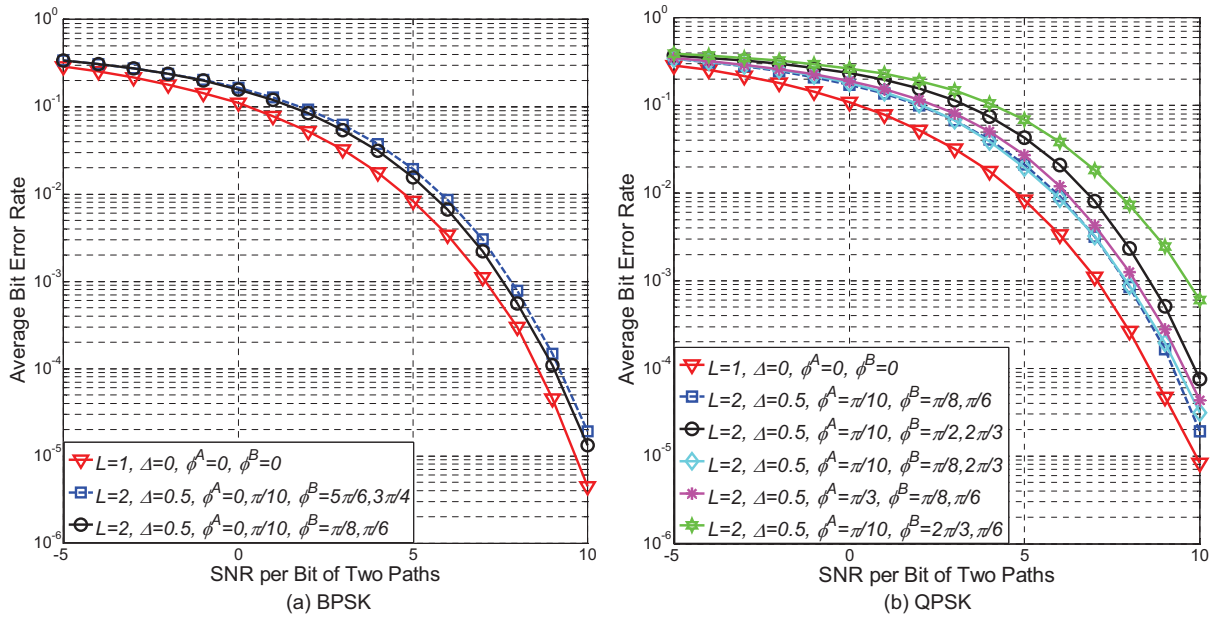 10^0
10^-1
10^-2
10^-3
10^-4
10^-5
10^-6
Average Bit Error Rate
L=1, Δ=0, ϕ^A=0, ϕ^B=0
L=2, Δ=0.5, ϕ^A=0,π/10, ϕ^B=5π/6,3π/4
L=2, Δ=0.5, ϕ^A=0,π/10, ϕ^B=π/8,π/6
-5 0 5 10
SNR per Bit of Two Paths
(a) BPSK
10^0
10^-1
10^-2
10^-3
10^-4
10^-5
10^-6
Average Bit Error Rate
L=1, Δ=0, ϕ^A=0, ϕ^B=0
L=2, Δ=0.5, ϕ^A=π/10, ϕ^B=π/8,π/6
L=2, Δ=0.5, ϕ^A=π/10, ϕ^B=π/2,2π/3
L=2, Δ=0.5, ϕ^A=π/10, ϕ^B=π/8,2π/3
L=2, Δ=0.5, ϕ^A=π/3, ϕ^B=π/8,π/6
L=2, Δ=0.5, ϕ^A=π/10, ϕ^B=2π/3,π/6
-5 0 5 10
SNR per Bit of Two Paths
(b) QPSK